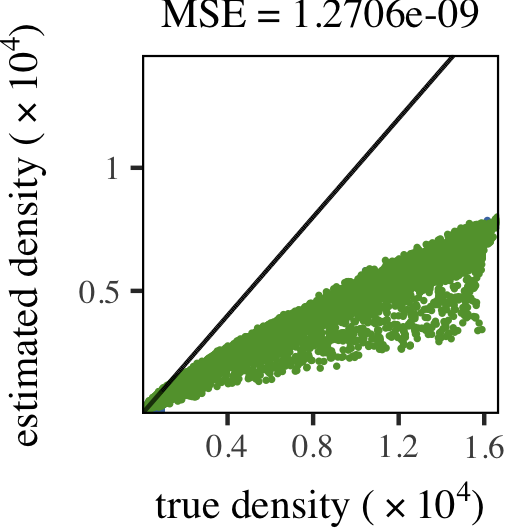 MSE = 1.2706e-09
estimated density ( × 10⁴)
1
0.5
0.4 0.8 1.2 1.6
true density ( × 10⁴)